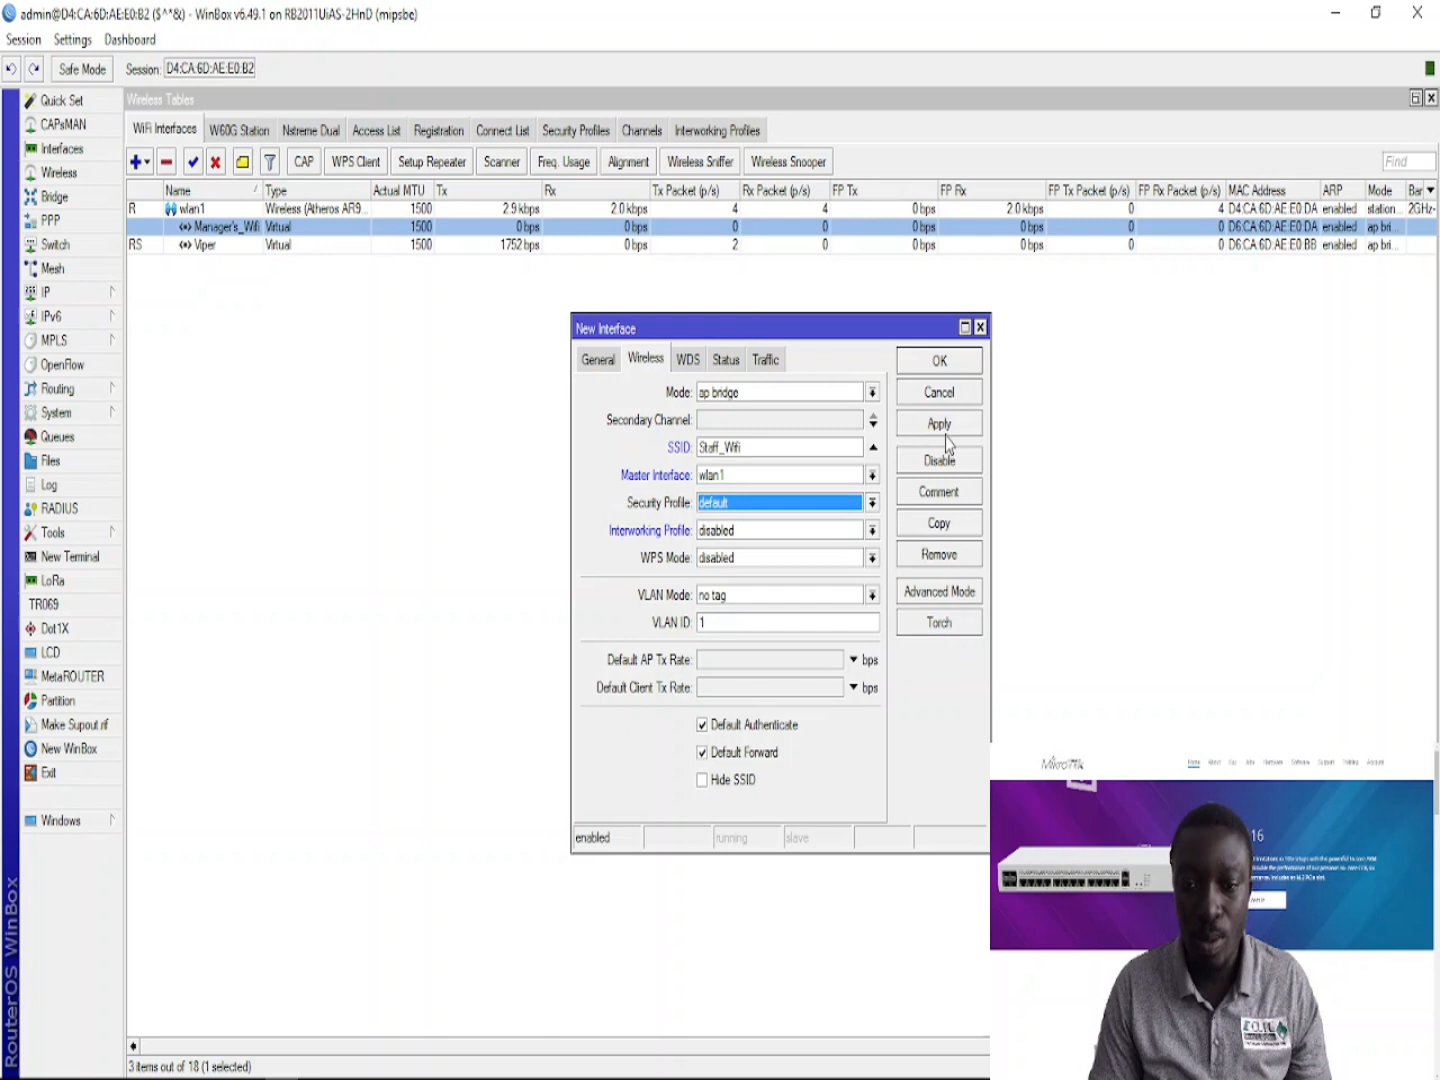 admin@D4:CA:6D:AE:E0:B2 ($^*&) - WinBox v6.49.1 on RB2011UiAS-2HnD (mipsbe)
Session Settings Dashboard
Safe Mode Session: D4:CA:6D:AE:E0:B2
Wireless Tables
WiFi Interfaces W60G Station Nstreme Dual Access List Registration Connect List Security Profiles Channels Interworking Profiles
CAP WPS Client Setup Repeater Scanner Freq. Usage Alignment Wireless Sniffer Wireless Snooper Find
Name / Type Actual MTU Tx Rx Tx Packet (p/s) Rx Packet (p/s) FP Tx FP Rx FP Tx Packet (p/s) FP Rx Packet (p/s) MAC Address ARP Mode Ban
R wlan1 Wireless (Atheros AR9... 1500 2.9 kbps 2.0 kbps 4 4 0 bps 2.0 kbps 0 4 D4:CA:6D:AE:E0:DA enabled station... 2GHz-
Manager's_Wifi Virtual 1500 0 bps 0 bps 0 0 0 bps 0 bps 0 0 D6:CA:6D:AE:E0:DA enabled ap bri...
RS Viper Virtual 1500 1752 bps 0 bps 2 0 0 bps 0 bps 0 0 D6:CA:6D:AE:E0:BB enabled ap bri...
Quick Set
CAPsMAN
Interfaces
Wireless
Bridge
PPP
Switch
Mesh
IP
IPv6
MPLS
OpenFlow
Routing
System
Queues
Files
Log
RADIUS
Tools
New Terminal
LoRa
TR069
Dot1X
LCD
MetaROUTER
Partition
Make Supout.rif
New WinBox
Exit
Windows
RouterOS WinBox
New Interface
General Wireless WDS Status Traffic
Mode: ap bridge
Secondary Channel:
SSID: Staff_Wifi
Master Interface: wlan1
Security Profile: default
Interworking Profile: disabled
WPS Mode: disabled
VLAN Mode: no tag
VLAN ID: 1
Default AP Tx Rate: bps
Default Client Tx Rate: bps
Default Authenticate
Default Forward
Hide SSID
enabled running slave
OK
Cancel
Apply
Disable
Comment
Copy
Remove
Advanced Mode
Torch
MikroTik
Home About Buy Jobs Hardware Software Support Training Account
16
3 items out of 18 (1 selected)